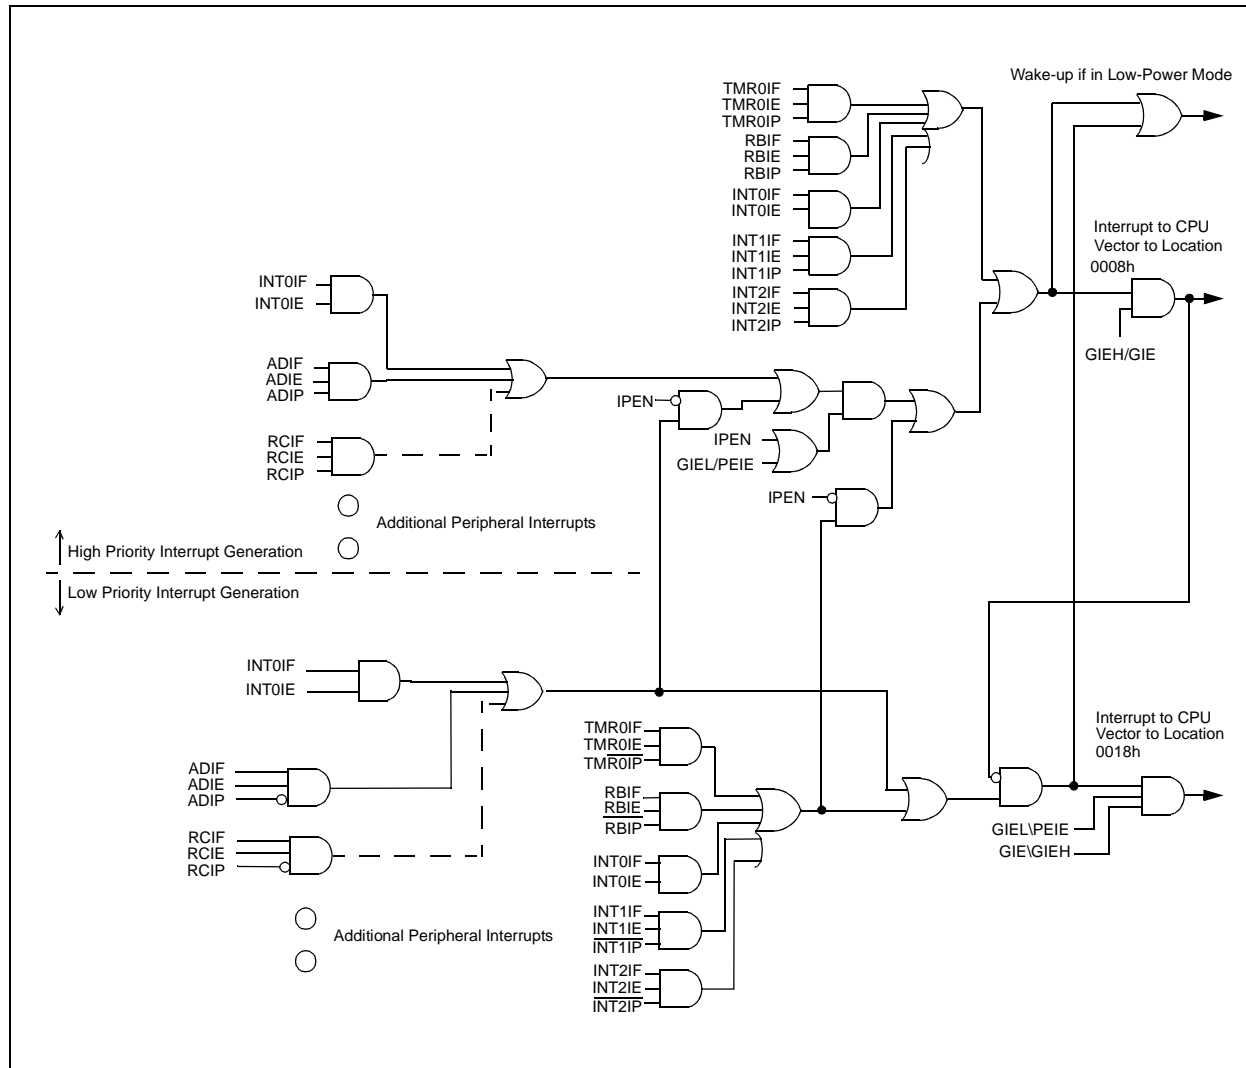 Wake-up if in Low-Power Mode
TMR0IF
TMR0IE
TMR0IP
RBIF
RBIE
RBIP
INT0IF
INT0IE
INT1IF
INT1IE
INT1IP
INT2IF
INT2IE
INT2IP
Interrupt to CPU
Vector to Location
0008h
GIEH/GIE
INT0IF
INT0IE
ADIF
ADIE
ADIP
RCIF
RCIE
RCIP
IPEN
IPEN
GIEL/PEIE
IPEN
Additional Peripheral Interrupts
High Priority Interrupt Generation
Low Priority Interrupt Generation
INT0IF
INT0IE
ADIF
ADIE
ADIP
RCIF
RCIE
RCIP
Additional Peripheral Interrupts
TMR0IF
TMR0IE
TMR0IP
RBIF
RBIE
RBIP
INT0IF
INT0IE
INT1IF
INT1IE
INT1IP
INT2IF
INT2IE
INT2IP
Interrupt to CPU
Vector to Location
0018h
GIEL\PEIE
GIE\GIEH